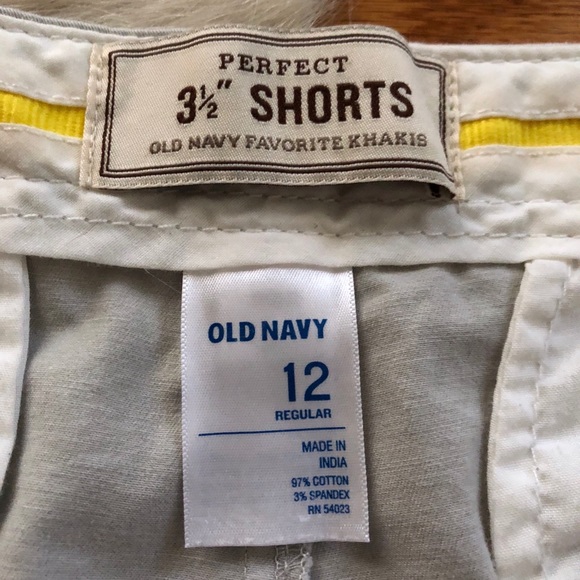 PERFECT
3½" SHORTS
OLD NAVY FAVORITE KHAKIS
OLD NAVY
12
REGULAR
MADE IN
INDIA
97% COTTON
3% SPANDEX
RN 54023